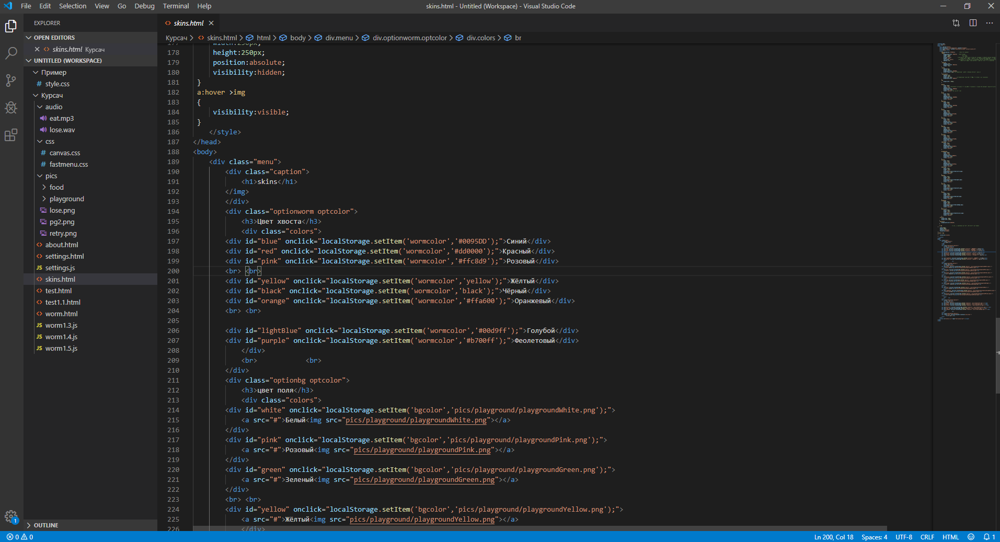 File Edit Selection View Go Debug Terminal Help
skins.html - Untitled (Workspace) - Visual Studio Code
EXPLORER
OPEN EDITORS
skins.html Курсач
UNTITLED (WORKSPACE)
Пример
# style.css
Курсач
audio
eat.mp3
lose.wav
css
# canvas.css
# fastmenu.css
pics
food
playground
lose.png
pg2.png
retry.png
<> about.html
<> settings.html
JS settings.js
<> skins.html
<> test.html
<> test1.1.html
<> worm.html
JS worm1.3.js
JS worm1.4.js
JS worm1.5.js
OUTLINE
<> skins.html
Курсач > <> skins.html > html > body > div.menu > div.optionworm.optcolor > div.colors > br
177 width:250px;
178 height:250px;
179 position:absolute;
180 visibility:hidden;
181 }
182 a:hover >img
183 {
184 visibility:visible;
185 }
186 </style>
187 </head>
188 <body>
189 <div class="menu">
190 <div class="caption">
191 <h1>skins</h1>
192 </img>
193 </div>
194 <div class="optionworm optcolor">
195 <h3>Цвет хвоста</h3>
196 <div class="colors">
197 <div id="blue" onclick="localStorage.setItem('wormcolor','#0095DD');">Синий</div>
198 <div id="red" onclick="localStorage.setItem('wormcolor','#dd0000');">Красный</div>
199 <div id="pink" onclick="localStorage.setItem('wormcolor','#ffc8d9');">Розовый</div>
200 <br> <br>
201 <div id="yellow" onclick="localStorage.setItem('wormcolor','yellow');">Жёлтый</div>
202 <div id="black" onclick="localStorage.setItem('wormcolor','black');">Чёрный</div>
203 <div id="orange" onclick="localStorage.setItem('wormcolor','#ffa600');">Оранжевый</div>
204 <br> <br>
205
206 <div id="lightBlue" onclick="localStorage.setItem('wormcolor','#00d9ff');">Голубой</div>
207 <div id="purple" onclick="localStorage.setItem('wormcolor','#b700ff');">Феолетовый</div>
208 </div>
209 <br> <br>
210 </div>
211 <div class="optionbg optcolor">
212 <h3>цвет поля</h3>
213 <div class="colors">
214 <div id="white" onclick="localStorage.setItem('bgcolor','pics/playground/playgroundWhite.png');">
215 <a src="#">Белый<img src="pics/playground/playgroundWhite.png"></a>
216 </div>
217 <div id="pink" onclick="localStorage.setItem('bgcolor','pics/playground/playgroundPink.png');">
218 <a src="#">Розовый<img src="pics/playground/playgroundPink.png"></a>
219 </div>
220 <div id="green" onclick="localStorage.setItem('bgcolor','pics/playground/playgroundGreen.png');">
221 <a src="#">Зеленый<img src="pics/playground/playgroundGreen.png"></a>
222 </div>
223 <br> <br>
224 <div id="yellow" onclick="localStorage.setItem('bgcolor','pics/playground/playgroundYellow.png');">
225 <a src="#">Жёлтый<img src="pics/playground/playgroundYellow.png"></a>
226 </div>
1
0 0
Ln 200, Col 18 Spaces: 4 UTF-8 CRLF HTML 1